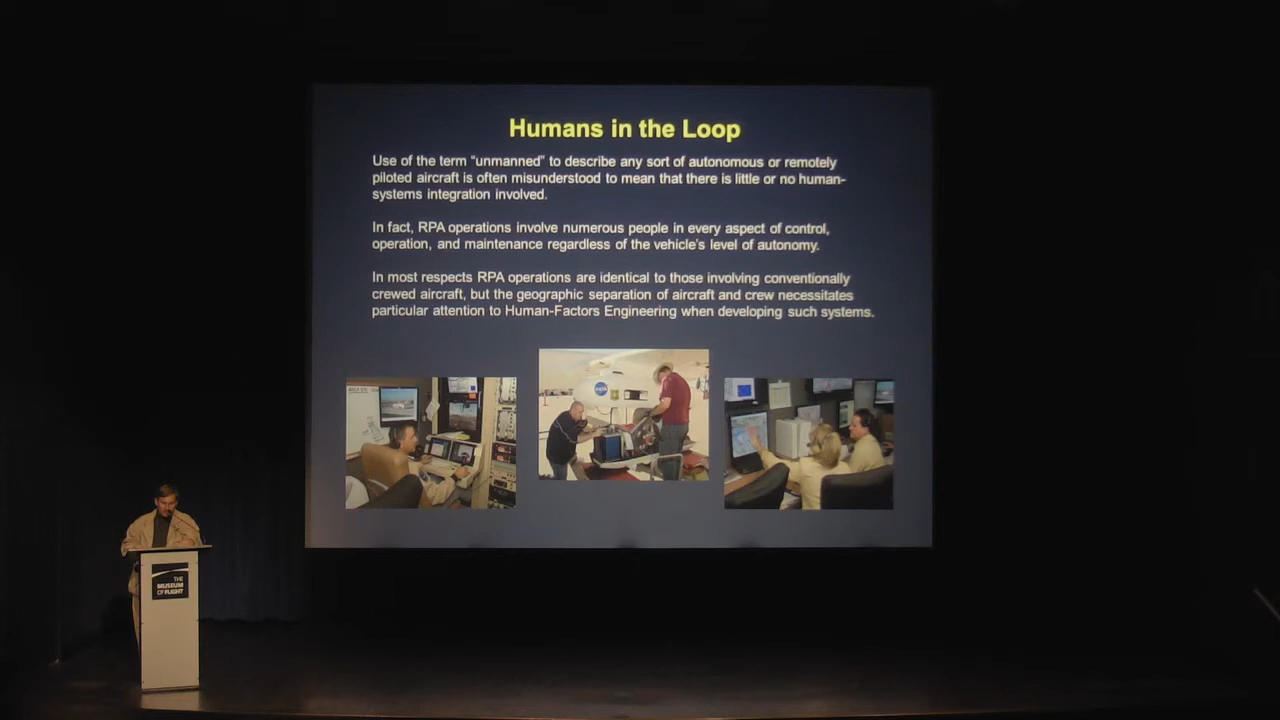 Humans in the Loop
Use of the term “unmanned” to describe any sort of autonomous or remotely
piloted aircraft is often misunderstood to mean that there is little or no human-
systems integration involved.
In fact, RPA operations involve numerous people in every aspect of control,
operation, and maintenance regardless of the vehicle’s level of autonomy.
In most respects RPA operations are identical to those involving conventionally
crewed aircraft, but the geographic separation of aircraft and crew necessitates
particular attention to Human-Factors Engineering when developing such systems.
NASA
THE
MUSEUM
OF FLIGHT